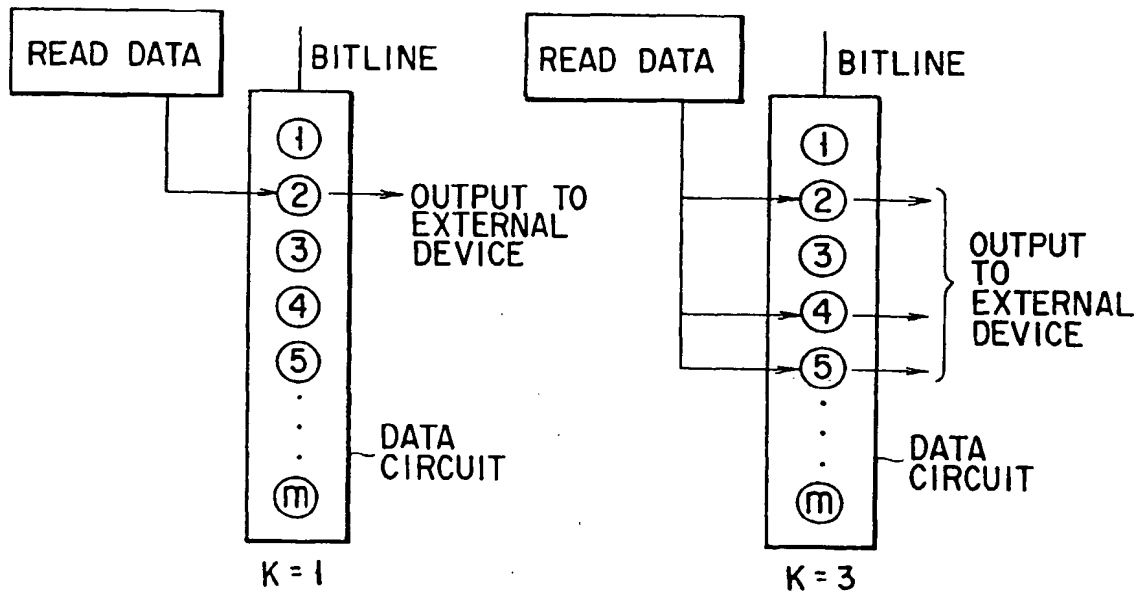 READ DATA
BITLINE
1
2
3
4
5
m
OUTPUT TO
EXTERNAL
DEVICE
DATA
CIRCUIT
K = 1
READ DATA
BITLINE
1
2
3
4
5
m
OUTPUT
TO
EXTERNAL
DEVICE
DATA
CIRCUIT
K = 3